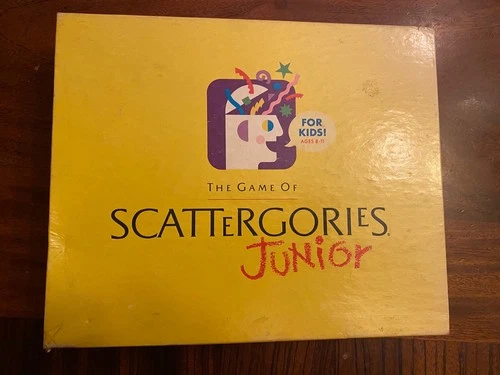 FOR
KIDS!
AGES 8-11
THE GAME OF
SCATTERGORIES®
JUNIOR